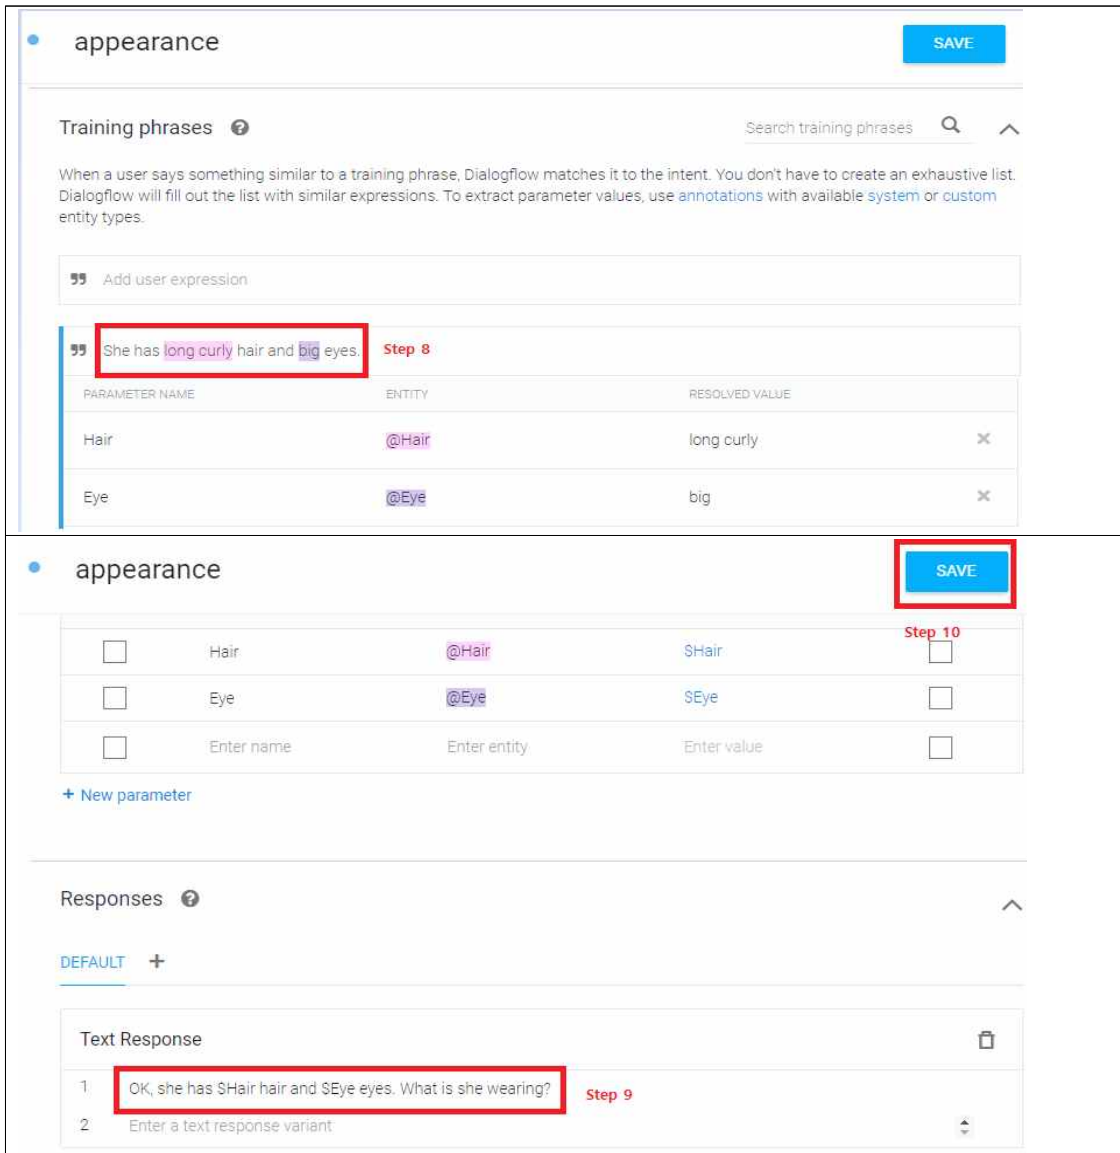 appearance
SAVE
Training phrases
Search training phrases
When a user says something similar to a training phrase, Dialogflow matches it to the intent. You don't have to create an exhaustive list.
Dialogflow will fill out the list with similar expressions. To extract parameter values, use annotations with available system or custom
entity types.
Add user expression
She has long curly hair and big eyes.
Step 8
PARAMETER NAME ENTITY RESOLVED VALUE
Hair @Hair long curly
Eye @Eye big
appearance
SAVE
Step 10
Hair @Hair $Hair
Eye @Eye $Eye
Enter name Enter entity Enter value
+ New parameter
Responses
DEFAULT +
Text Response
1 OK, she has $Hair hair and $Eye eyes. What is she wearing?
Step 9
2 Enter a text response variant